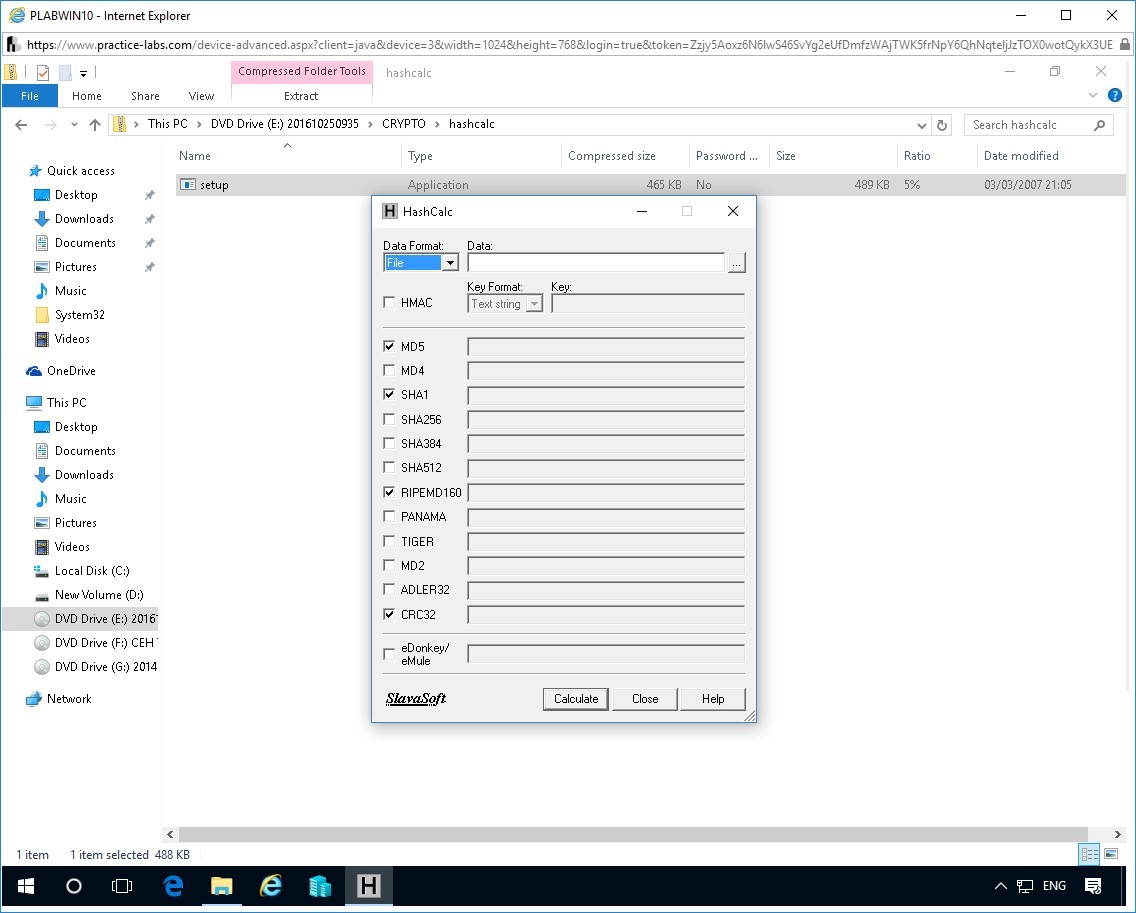 PLABWIN10 - Internet Explorer
https://www.practice-labs.com/device-advanced.aspx?client=java&device=3&width=1024&height=768&login=true&token=Zzjy5Aoxz6N6IwS46SvYg2eUfDmfzWAjTWK5frNpY6QhNqteIjJzTOX0wotQykX3UE
Compressed Folder Tools hashcalc
File Home Share View Extract
This PC DVD Drive (E:) 201610250935 CRYPTO hashcalc Search hashcalc
Name Type Compressed size Password ... Size Ratio Date modified
setup Application 465 KB No 489 KB 5% 03/03/2007 21:05
Quick access
Desktop
Downloads
Documents
Pictures
Music
System32
Videos
OneDrive
This PC
Desktop
Documents
Downloads
Music
Pictures
Videos
Local Disk (C:)
New Volume (D:)
DVD Drive (E:) 2016
DVD Drive (F:) CEH
DVD Drive (G:) 2014
Network
H HashCalc
Data Format: Data:
File ...
Key Format: Key:
HMAC Text string
MD5
MD4
SHA1
SHA256
SHA384
SHA512
RIPEMD160
PANAMA
TIGER
MD2
ADLER32
CRC32
eDonkey/
eMule
SlavaSoft Calculate Close Help
1 item 1 item selected 488 KB
H ENG